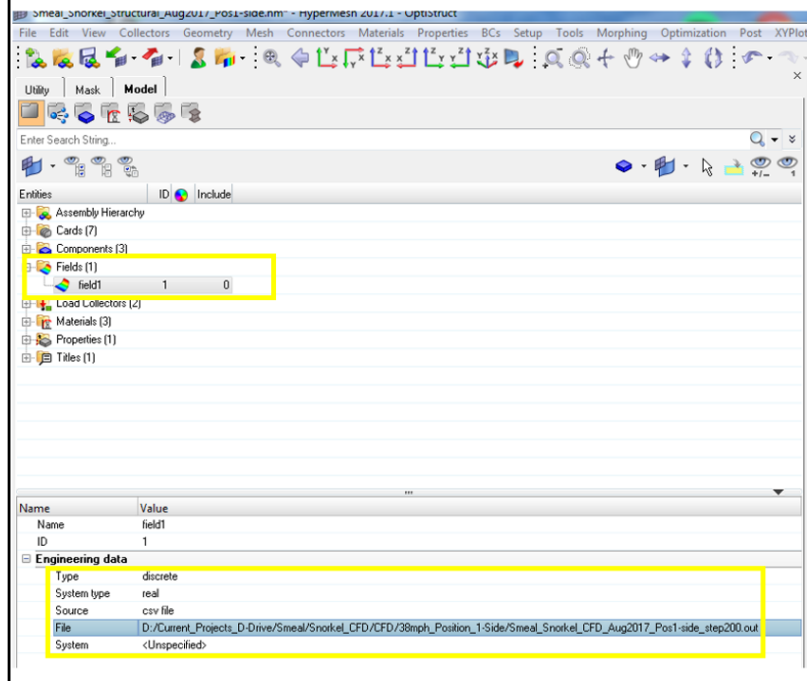 Smeal_Snorkel_Structural_Aug2017_Pos1-side.hm* - HyperMesh 2017.1 - OptiStruct
File Edit View Collectors Geometry Mesh Connectors Materials Properties BCs Setup Tools Morphing Optimization Post XYPlot
Utility Mask Model
Enter Search String...
Entities ID Include
Assembly Hierarchy
Cards (7)
Components (3)
Fields (1)
field1 1 0
Load Collectors (2)
Materials (3)
Properties (1)
Titles (1)
Name Value
Name field1
ID 1
Engineering data
Type discrete
System type real
Source csv file
File D:/Current_Projects_D-Drive/Smeal/Snorkel_CFD/CFD/38mph_Position_1-Side/Smeal_Snorkel_CFD_Aug2017_Pos1-side_step200.out
System <Unspecified>